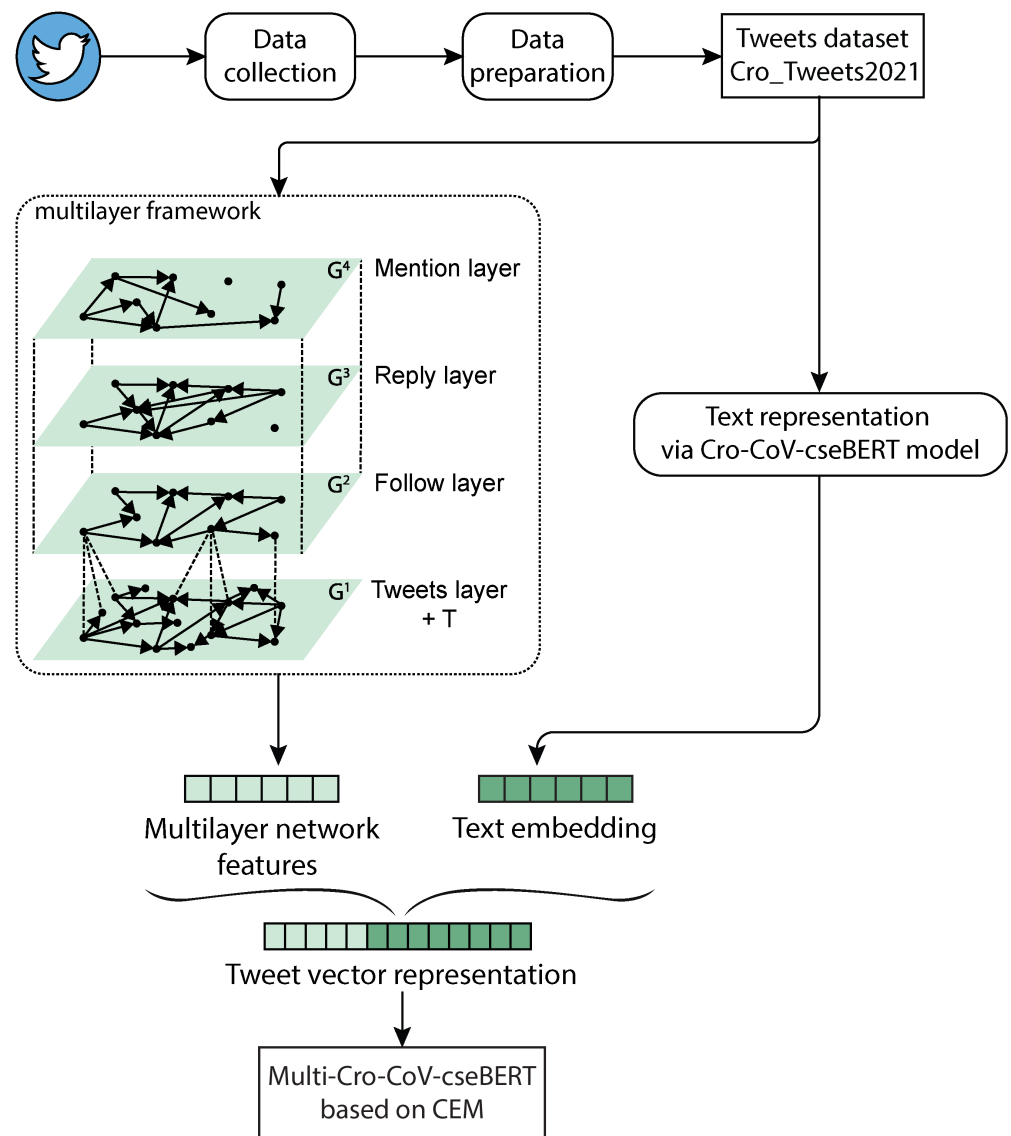 Data
collection
Data
preparation
Tweets dataset
Cro_Tweets2021
multilayer framework
G⁴ Mention layer
G³ Reply layer
G² Follow layer
G¹ Tweets layer
+ T
Text representation
via Cro-CoV-cseBERT model
Multilayer network
features
Text embedding
Tweet vector representation
Multi-Cro-CoV-cseBERT
based on CEM